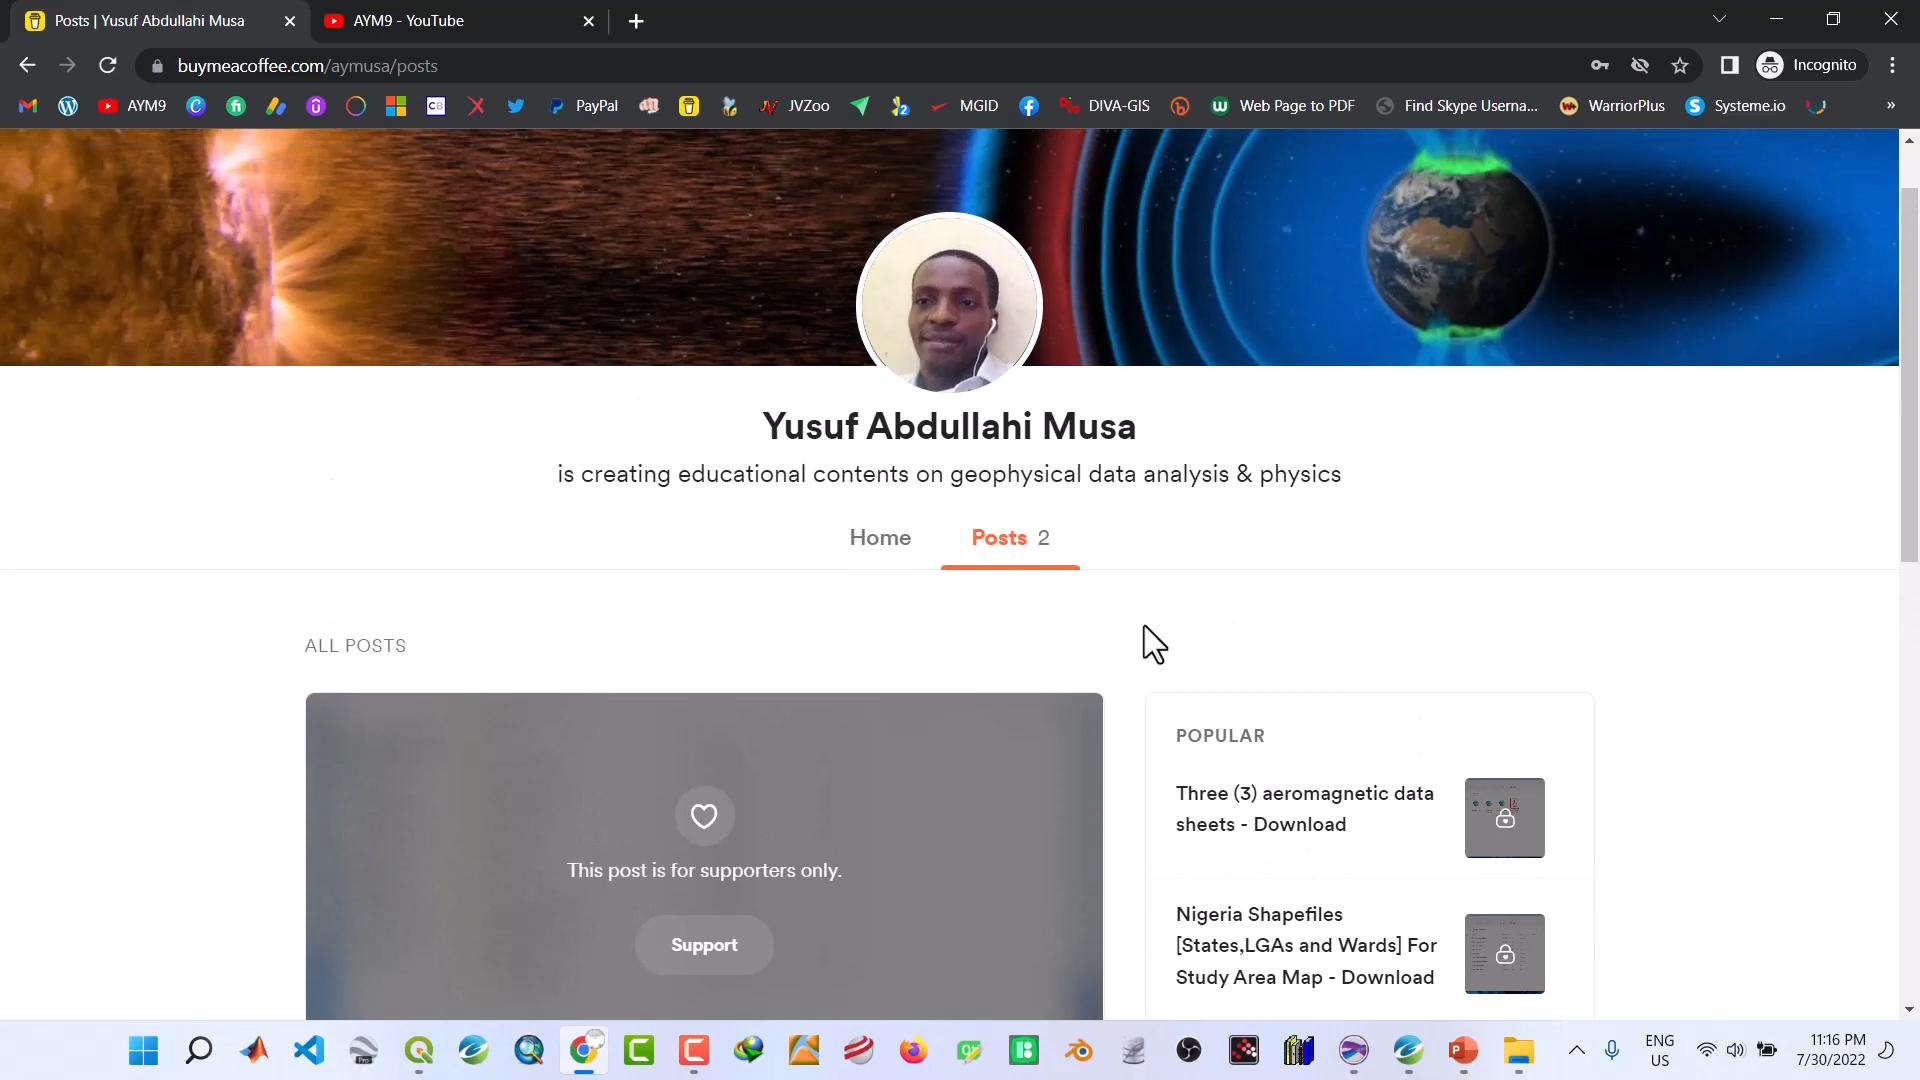 Posts | Yusuf Abdullahi Musa
AYM9 - YouTube
buymeacoffee.com/aymusa/posts
Incognito
AYM9
CB
PayPal
JVZoo
MGID
DIVA-GIS
Web Page to PDF
Find Skype Userna...
WarriorPlus
Systeme.io
Yusuf Abdullahi Musa
is creating educational contents on geophysical data analysis & physics
Home
Posts 2
ALL POSTS
This post is for supporters only.
Support
POPULAR
Three (3) aeromagnetic data
sheets - Download
Nigeria Shapefiles
[States,LGAs and Wards] For
Study Area Map - Download
ENG
US
11:16 PM
7/30/2022